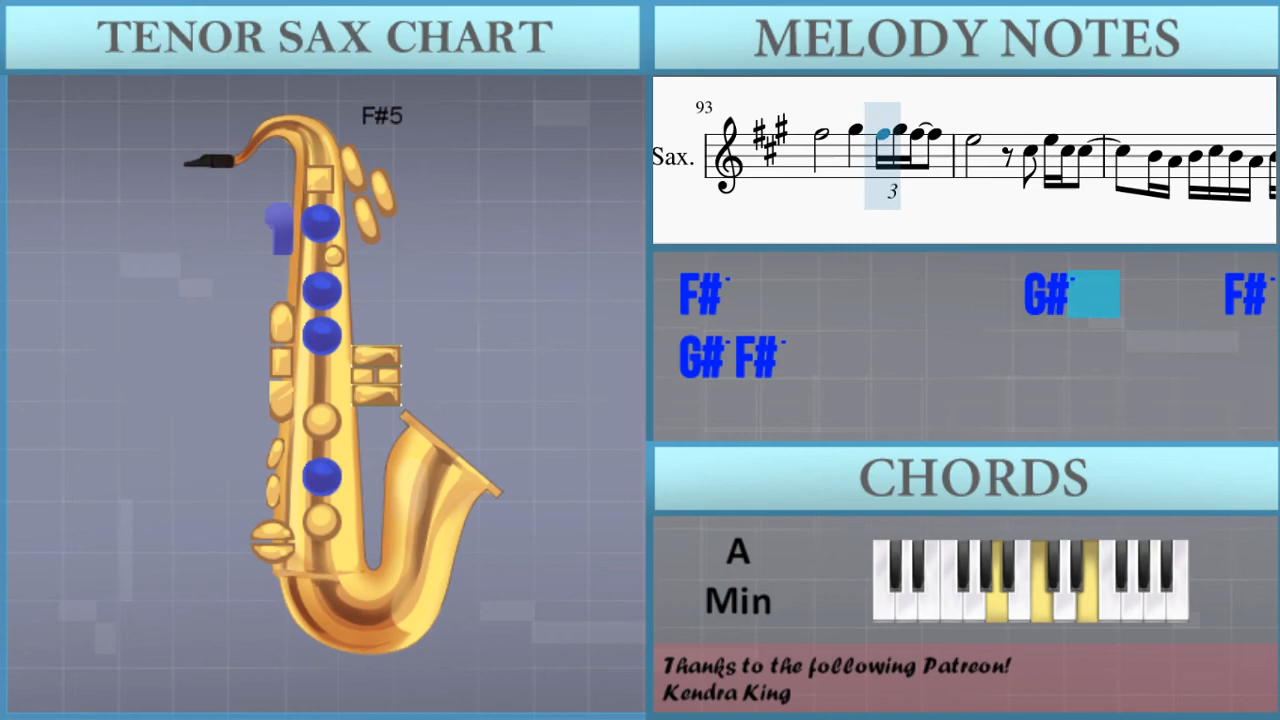 TENOR SAX CHART
F#5
MELODY NOTES
93
Sax.
3
F#- G#- F#-
G#- F#-
CHORDS
A
Min
Thanks to the following Patreon!
Kendra King